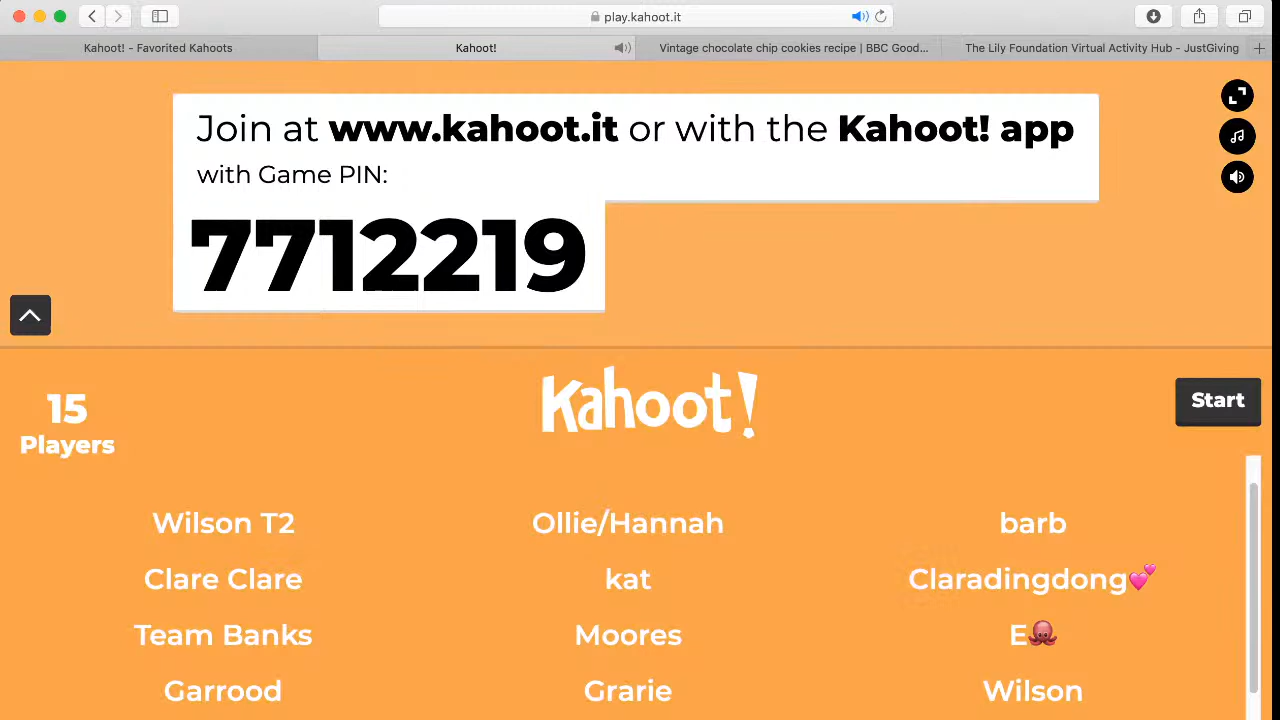 play.kahoot.it
Kahoot! - Favorited Kahoots
Kahoot!
Vintage chocolate chip cookies recipe | BBC Good...
The Lily Foundation Virtual Activity Hub - JustGiving
Join at www.kahoot.it or with the Kahoot! app
with Game PIN:
7712219
Kahoot!
15
Players
Start
Wilson T2
Ollie/Hannah
barb
Clare Clare
kat
Claradingdong💕
Team Banks
Moores
E🐙
Garrood
Grarie
Wilson